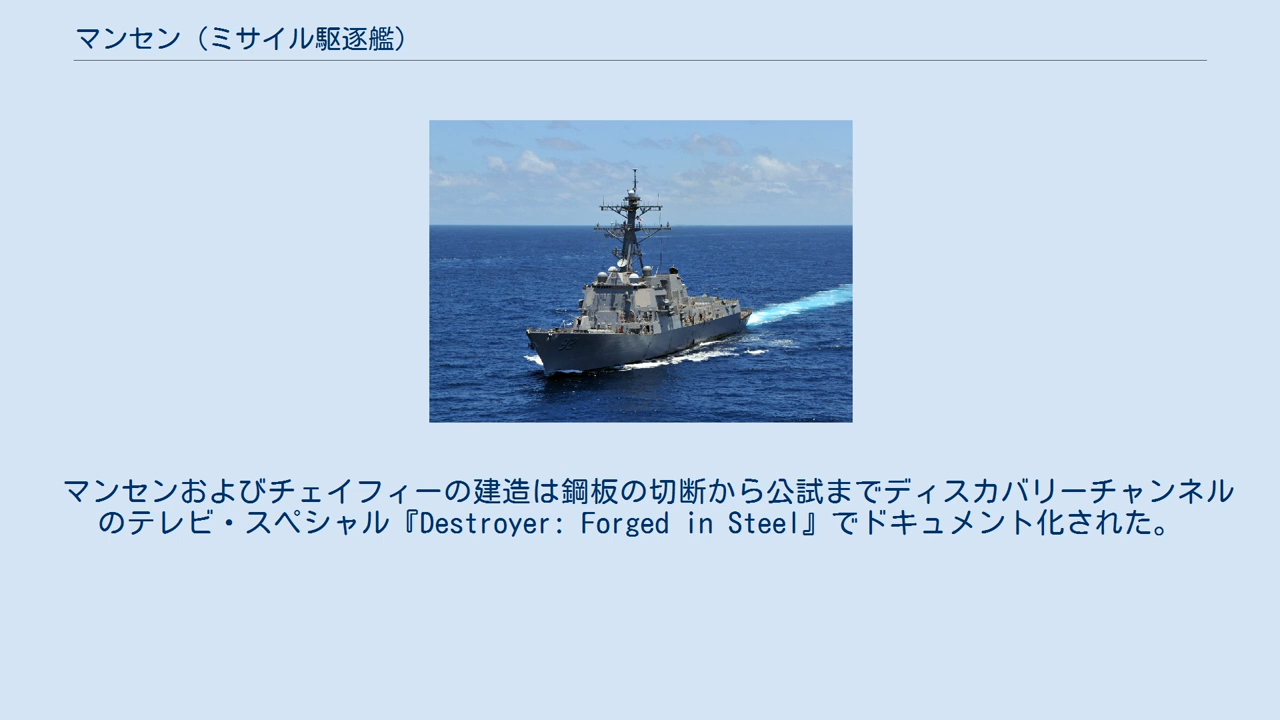 マンセン（ミサイル駆逐艦）
マンセンおよびチェイフィーの建造は鋼板の切断から公試までディスカバリーチャンネル
のテレビ・スペシャル『Destroyer: Forged in Steel』でドキュメント化された。